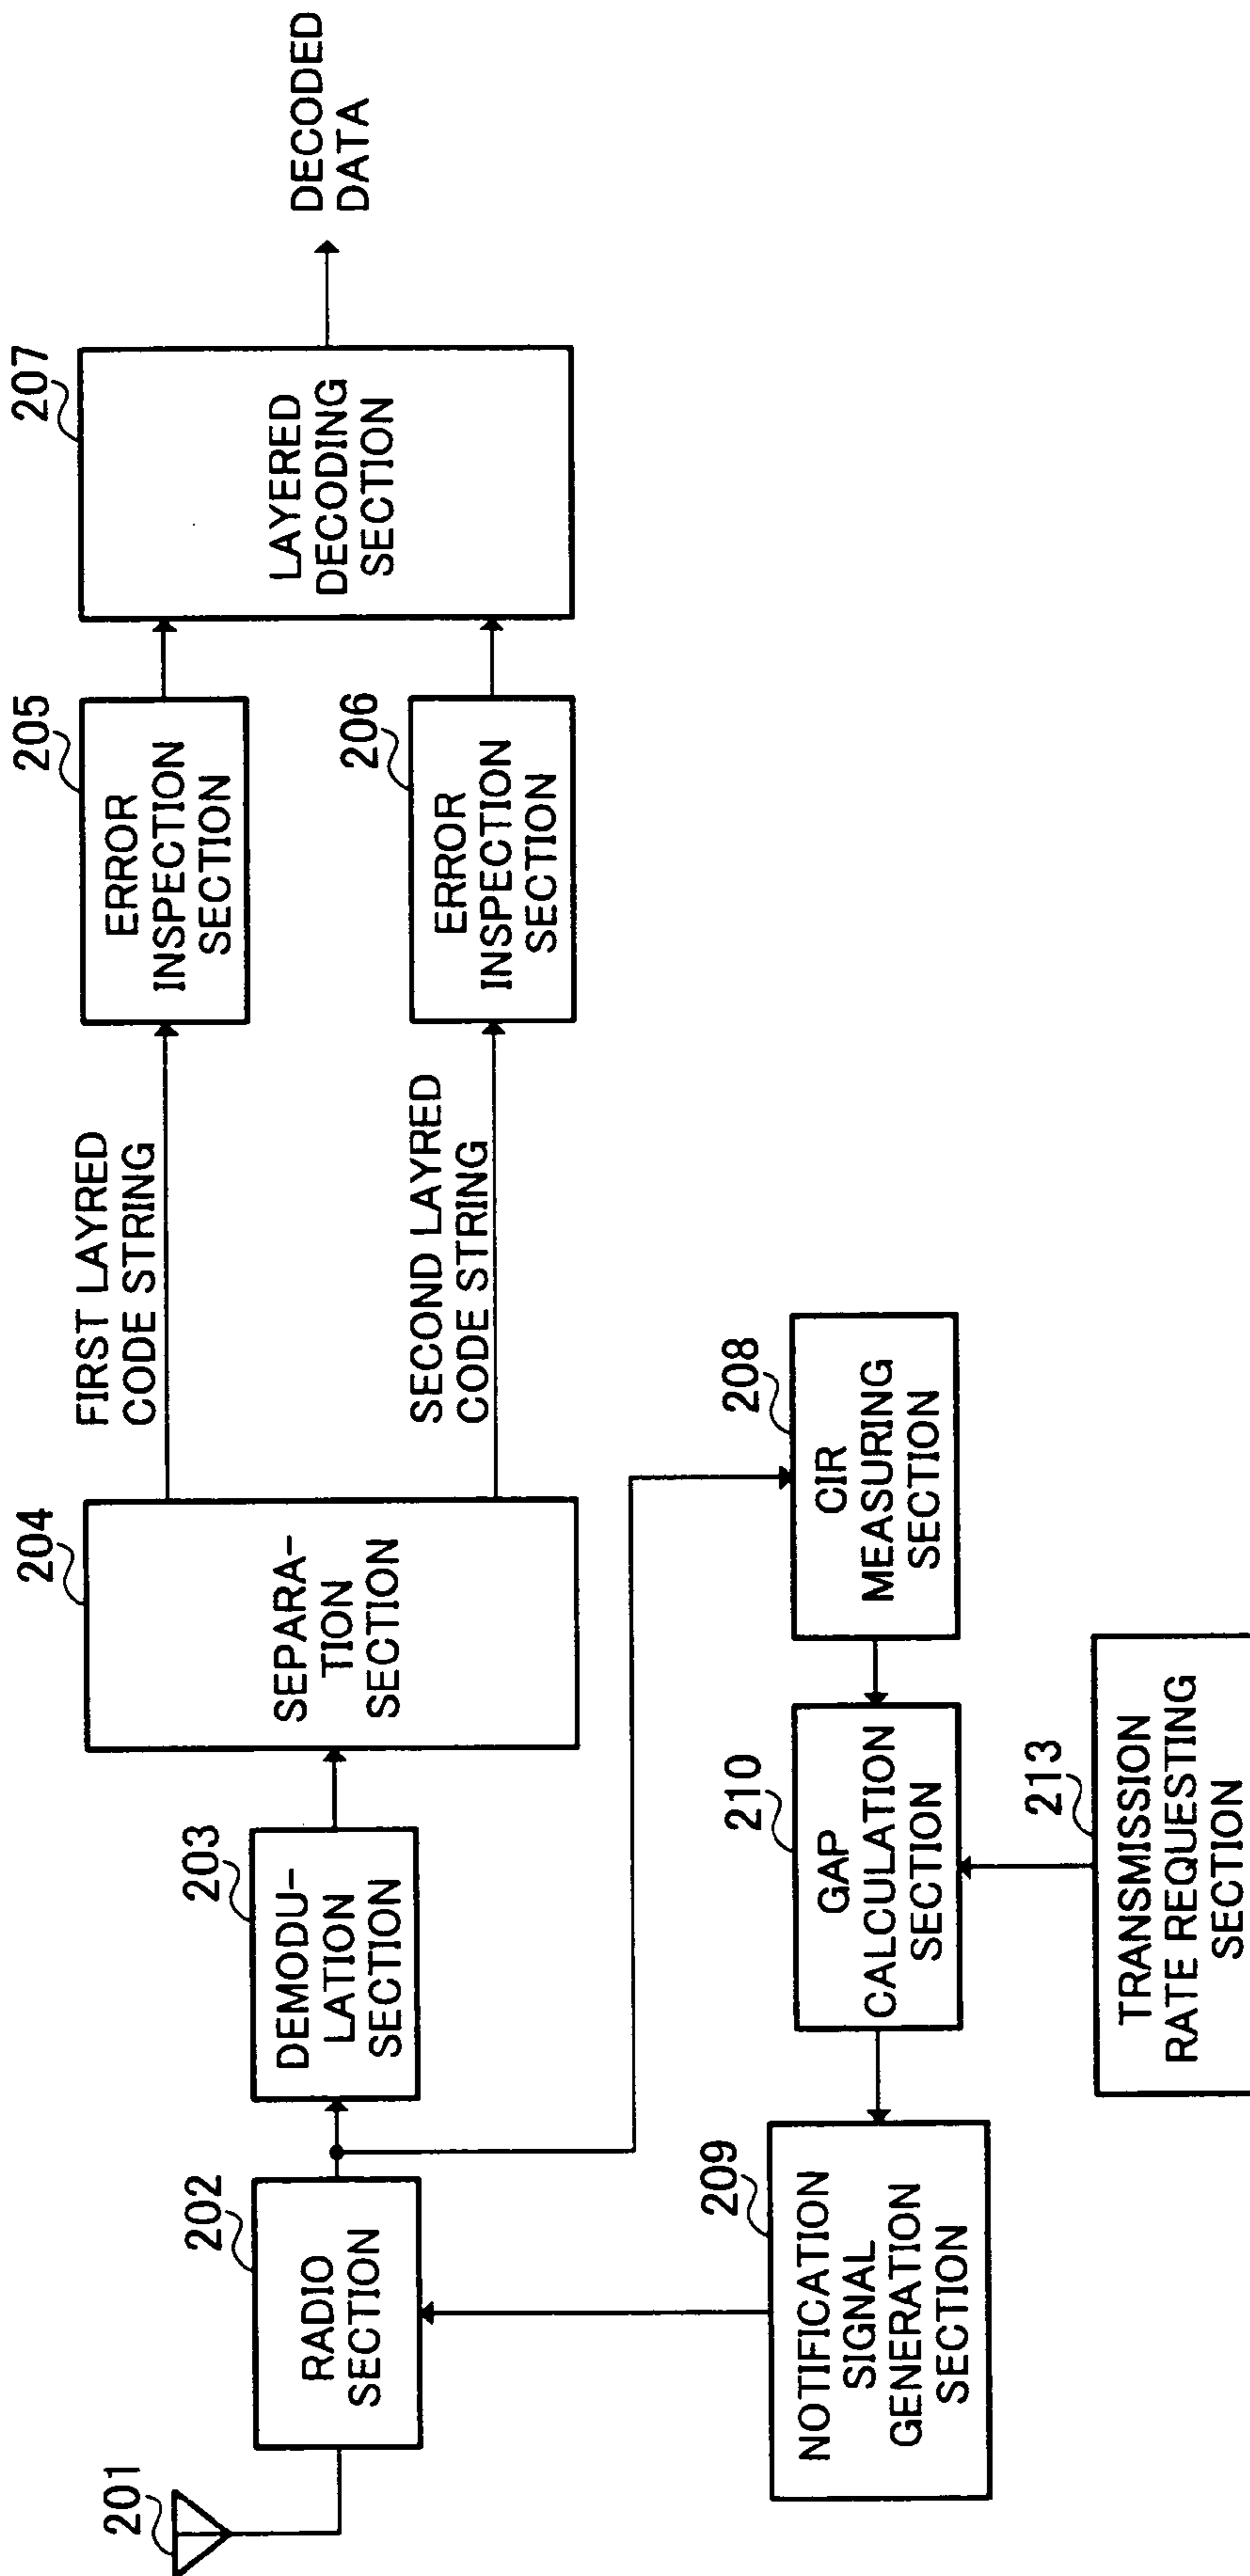 201
202
RADIO
SECTION
203
DEMODU-
LATION
SECTION
204
SEPARA-
TION
SECTION
FIRST LAYRED
CODE STRING
SECOND LAYRED
CODE STRING
205
ERROR
INSPECTION
SECTION
206
ERROR
INSPECTION
SECTION
207
LAYERED
DECODING
SECTION
DECODED
DATA
209
NOTIFICATION
SIGNAL
GENERATION
SECTION
210
GAP
CALCULATION
SECTION
208
CIR
MEASURING
SECTION
213
TRANSMISSION
RATE REQUESTING
SECTION